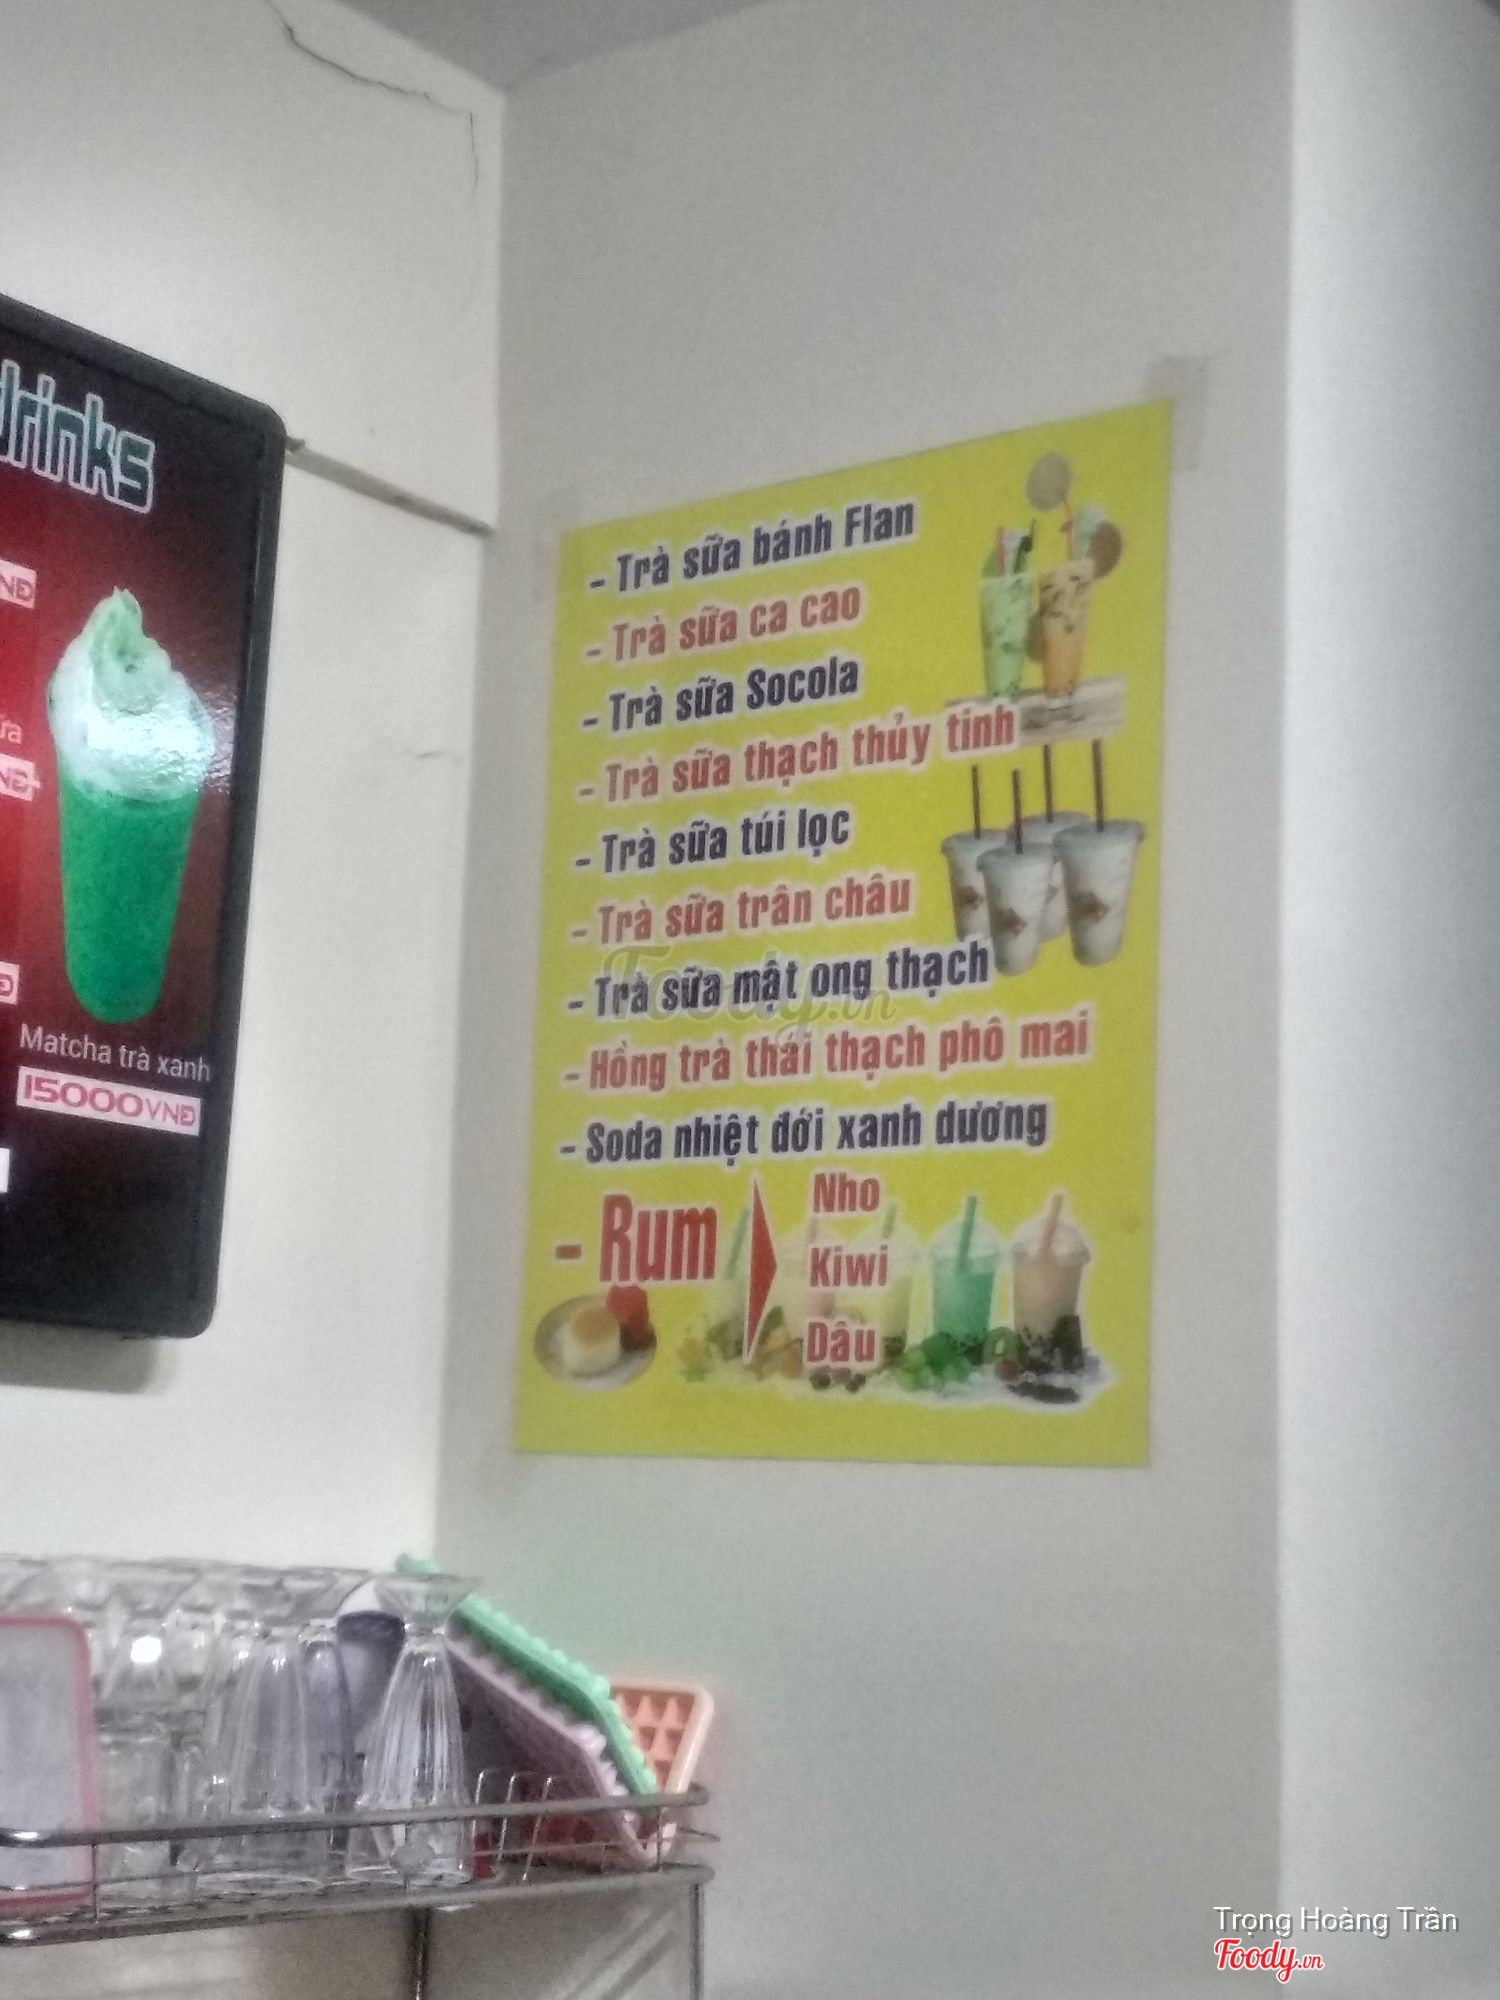 drinks
Matcha trà xanh
15000VNĐ
- Trà sữa bánh Flan
- Trà sữa ca cao
- Trà sữa Socola
- Trà sữa thạch thủy tinh
- Trà sữa túi lọc
- Trà sữa trân châu
- Trà sữa mật ong thạch
- Hồng trà thái thạch phô mai
- Soda nhiệt đới xanh dương
- Rum
Nho
Kiwi
Dâu
Foody.vn
Trọng Hoàng Trần
Foody.vn